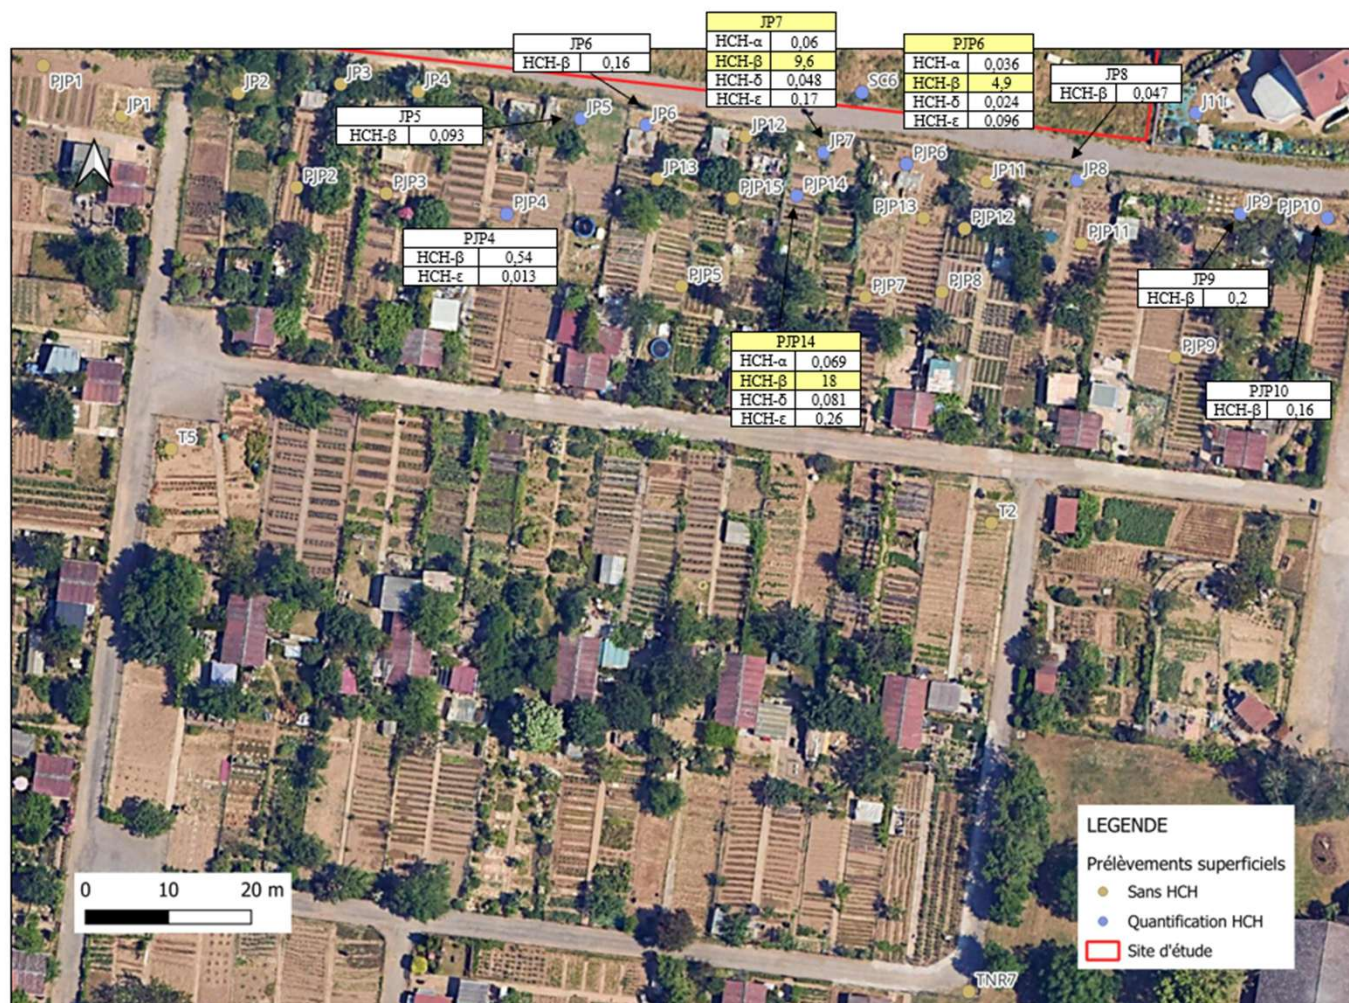 JP7
HCH-α 0,06
HCH-β 9,6
HCH-δ 0,048
HCH-ε 0,17
JP6
HCH-β 0,16
PJP6
HCH-α 0,036
HCH-β 4,9
HCH-δ 0,024
HCH-ε 0,096
JP8
HCH-β 0,047
JP5
HCH-β 0,093
PJP1
JP1
JP2
JP3
JP4
JP5
JP6
JP12
JP7
SC6
PJP6
JP11
JP8
J11
PJP2
PJP3
PJP4
JP13
PJP15
PJP14
PJP13
PJP12
PJP11
JP9
PJP10
PJP4
HCH-β 0,54
HCH-ε 0,013
PJP5
PJP7
PJP8
JP9
HCH-β 0,2
PJP14
HCH-α 0,069
HCH-β 18
HCH-δ 0,081
HCH-ε 0,26
PJP9
PJP10
HCH-β 0,16
T5
T2
TNR7
0 10 20 m
LEGENDE
Prélèvements superficiels
Sans HCH
Quantification HCH
Site d'étude